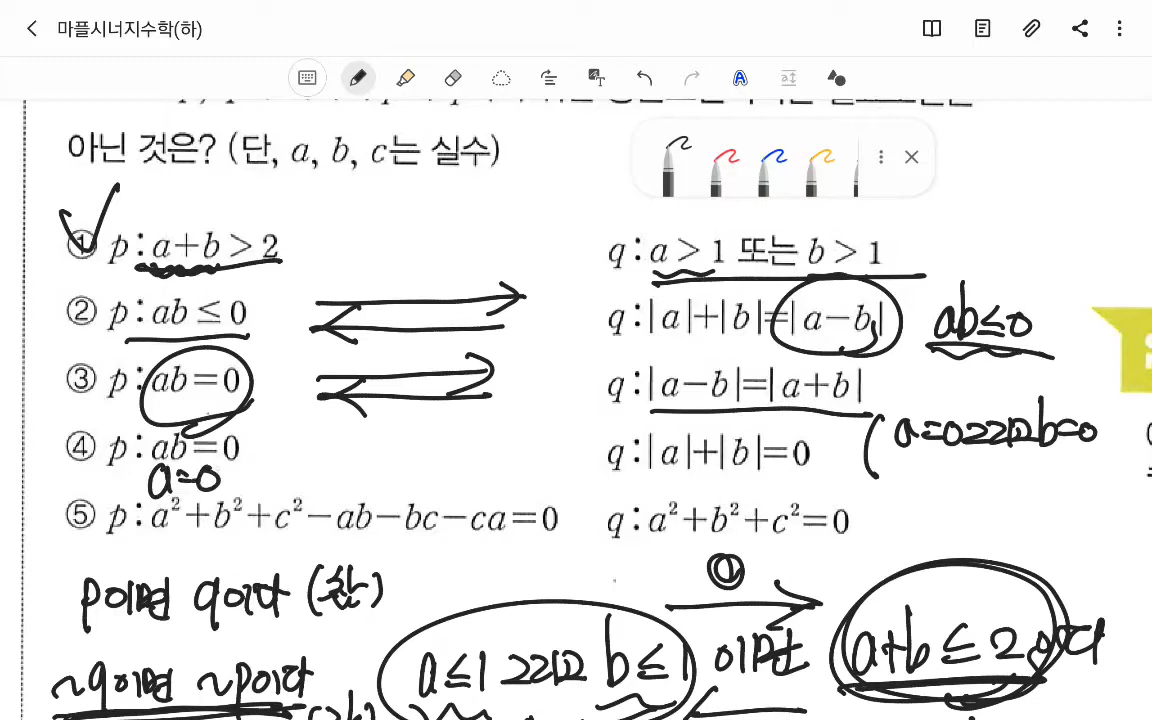 마플시너지수학(하)
아닌 것은? (단, a, b, c는 실수)
① p : a+b > 2 q : a > 1 또는 b > 1
② p : ab ≤ 0 q : |a|+|b|=|a-b| ab≤0
③ p : ab=0 q : |a-b|=|a+b|
a=0그리고b=0
④ p : ab=0 q : |a|+|b|=0
a=0
⑤ p : a²+b²+c²-ab-bc-ca=0 q : a²+b²+c²=0
p이면 q이다 (참)
a≤1 그리고 b≤1 이면 a+b≤2이다
~q이면 ~p이다